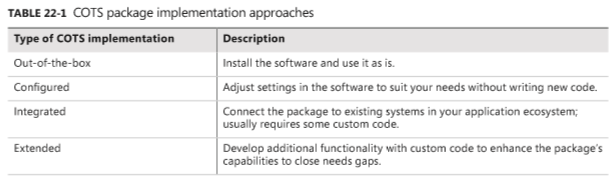 TABLE 22-1 COTS package implementation approaches
Type of COTS implementation Description
Out-of-the-box Install the software and use it as is.
Configured Adjust settings in the software to suit your needs without writing new code.
Integrated Connect the package to existing systems in your application ecosystem;
usually requires some custom code.
Extended Develop additional functionality with custom code to enhance the package's
capabilities to close needs gaps.